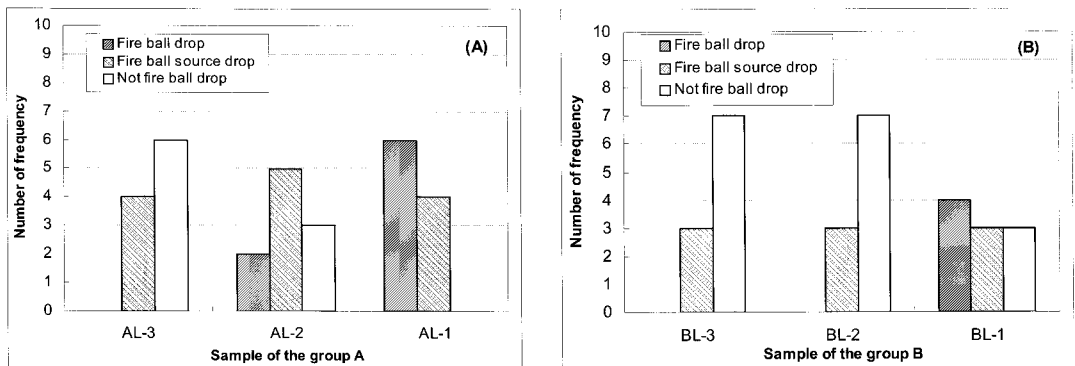 (A)
Fire ball drop
Fire ball source drop
Not fire ball drop
Number of frequency
10
9
8
7
6
5
4
3
2
1
0
AL-3 AL-2 AL-1
Sample of the group A
(B)
Fire ball drop
Fire ball source drop
Not fire ball drop
Number of frequency
10
9
8
7
6
5
4
3
2
1
0
BL-3 BL-2 BL-1
Sample of the group B